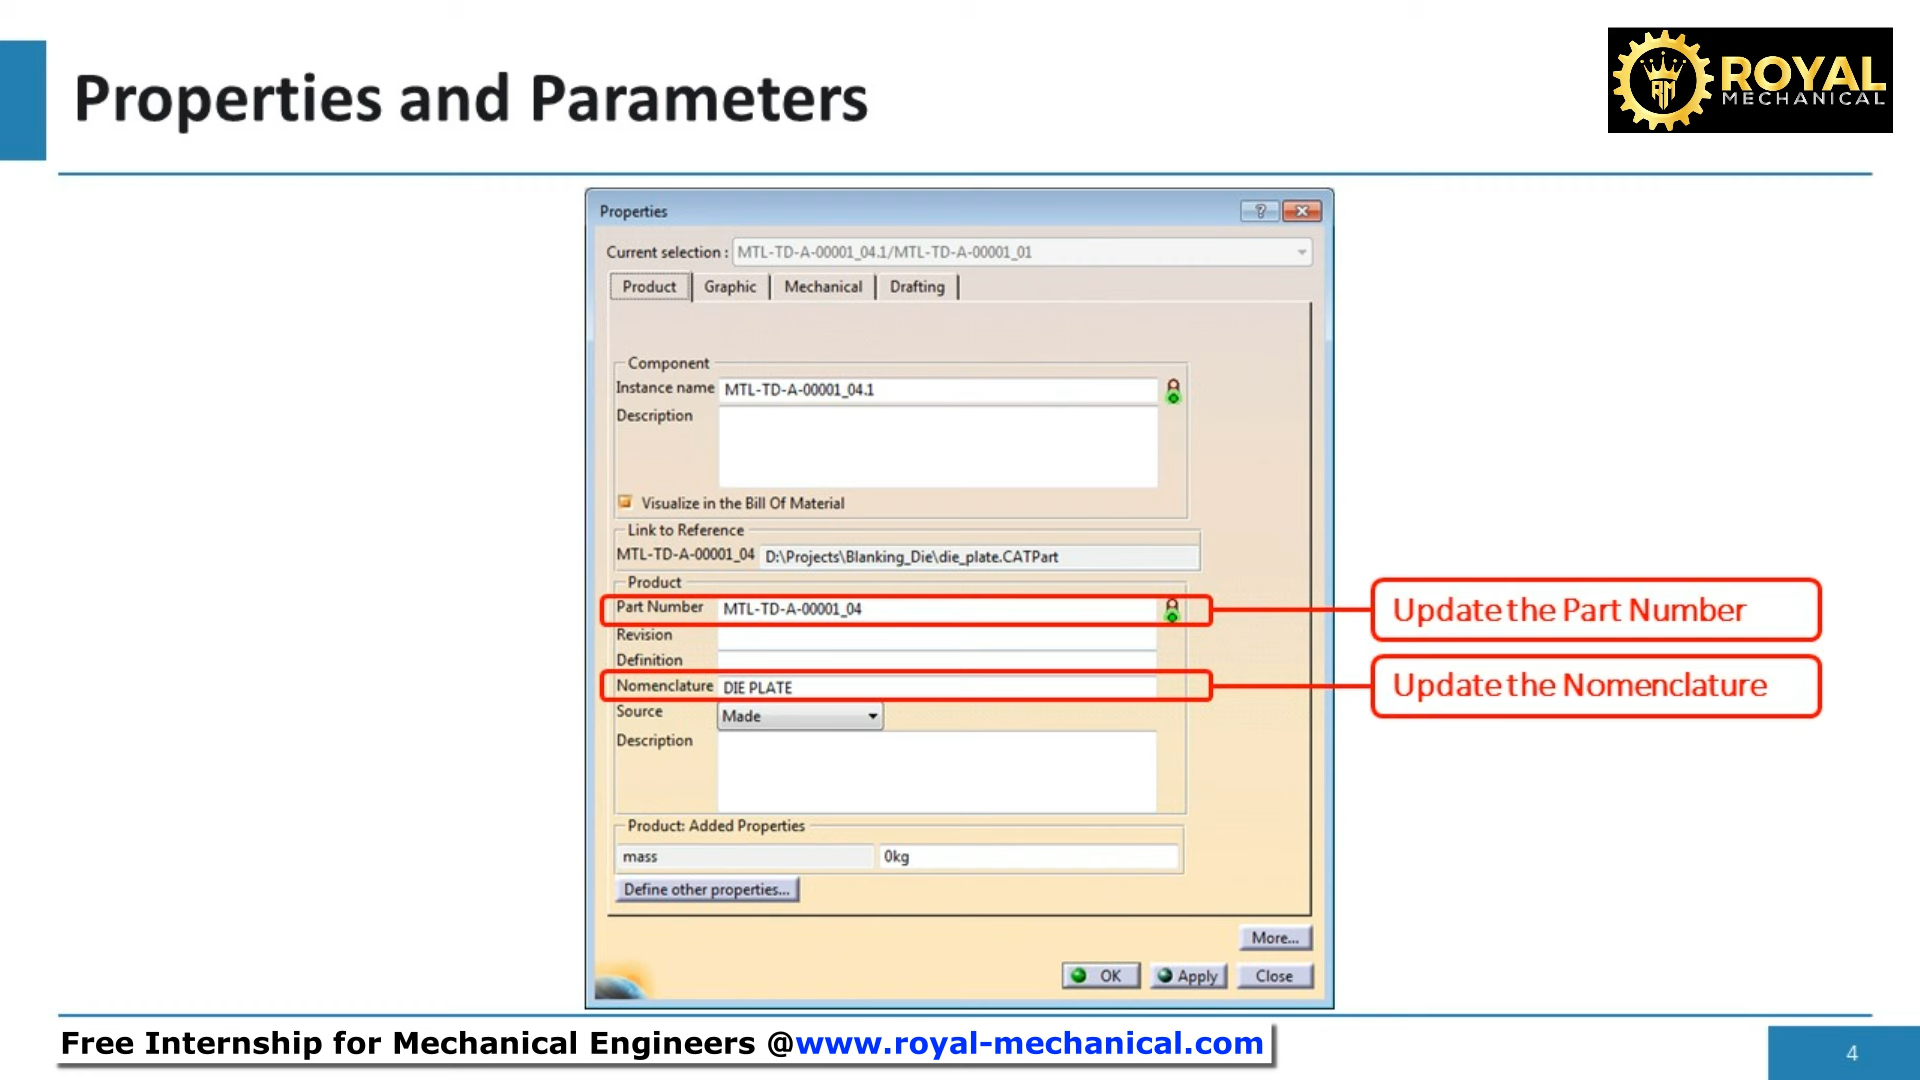 Properties and Parameters
RM
ROYAL
MECHANICAL
Properties
?
Current selection : MTL-TD-A-00001_04.1/MTL-TD-A-00001_01
Product Graphic Mechanical Drafting
Component
Instance name MTL-TD-A-00001_04.1
Description
Visualize in the Bill Of Material
Link to Reference
MTL-TD-A-00001_04 D:\Projects\Blanking_Die\die_plate.CATPart
Product
Part Number MTL-TD-A-00001_04
Update the Part Number
Revision
Definition
Nomenclature DIE PLATE
Update the Nomenclature
Source Made
Description
Product: Added Properties
mass 0kg
Define other properties...
More...
OK Apply Close
Free Internship for Mechanical Engineers @www.royal-mechanical.com
4